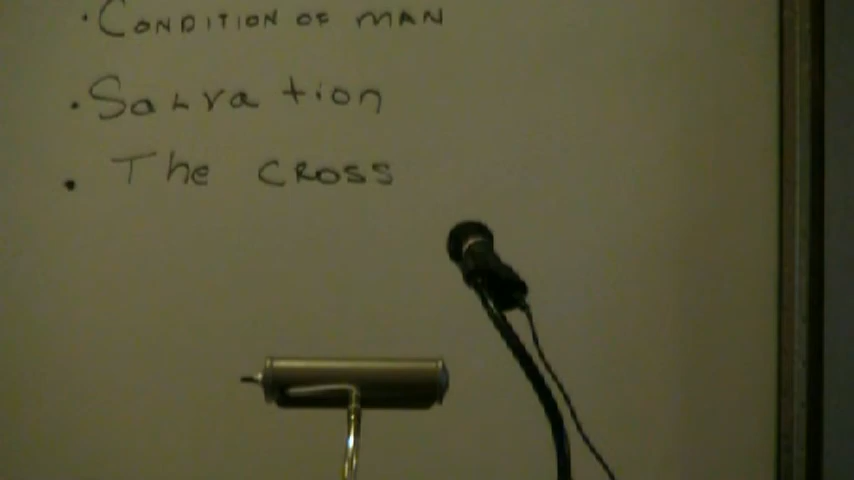 · CONDITION OF MAN
· Salvation
· The CROSS